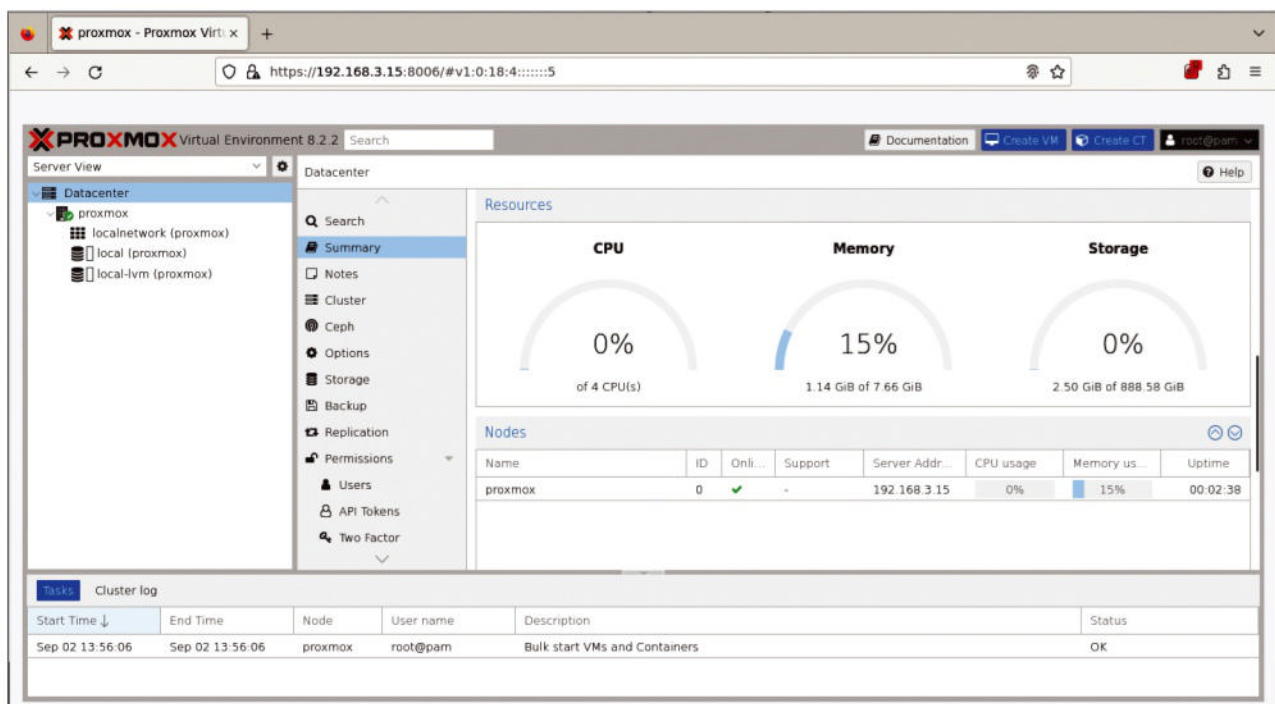 proxmox - Proxmox Virt
https://192.168.3.15:8006/#v1:0:18:4:::::::5
PROXMOX Virtual Environment 8.2.2 Search
Documentation Create VM Create CT root@pam
Server View
Datacenter
proxmox
localnetwork (proxmox)
local (proxmox)
local-lvm (proxmox)
Datacenter
Help
Search
Summary
Notes
Cluster
Ceph
Options
Storage
Backup
Replication
Permissions
Users
API Tokens
Two Factor
Resources
CPU
0%
of 4 CPU(s)
Memory
15%
1.14 GiB of 7.66 GiB
Storage
0%
2.50 GiB of 888.58 GiB
Nodes
Name ID Onli... Support Server Addr... CPU usage Memory us... Uptime
proxmox 0 - 192.168.3.15 0% 15% 00:02:38
Tasks Cluster log
Start Time End Time Node User name Description Status
Sep 02 13:56:06 Sep 02 13:56:06 proxmox root@pam Bulk start VMs and Containers OK